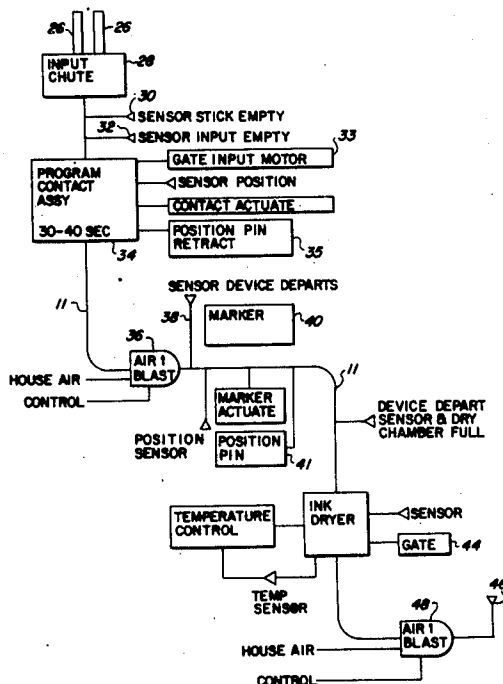 26 26
INPUT
CHUTE
28
30
SENSOR STICK EMPTY
32
SENSOR INPUT EMPTY
33
GATE INPUT MOTOR
PROGRAM
CONTACT
ASSY
30-40 SEC
34
SENSOR POSITION
CONTACT ACTUATE
POSITION PIN
RETRACT
35
SENSOR DEVICE DEPARTS
11
38
MARKER
40
36
AIR 1
BLAST
11
HOUSE AIR
CONTROL
MARKER
ACTUATE
POSITION
SENSOR
POSITION
PIN
41
DEVICE DEPART
SENSOR & DRY
CHAMBER FULL
TEMPERATURE
CONTROL
INK
DRYER
SENSOR
GATE
44
TEMP
SENSOR
46
48
AIR 1
BLAST
HOUSE AIR
CONTROL